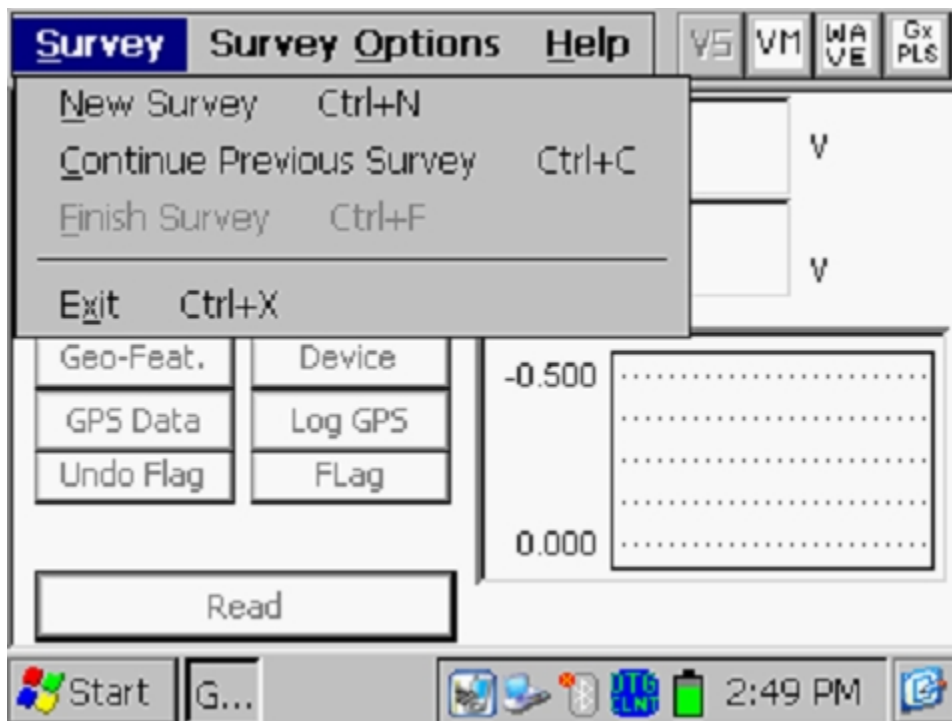 Survey Survey Options Help VS VM WA VE Gx PLS
New Survey Ctrl+N
Continue Previous Survey Ctrl+C
Finish Survey Ctrl+F
Exit Ctrl+X
V
V
Geo-Feat. Device
GPS Data Log GPS
Undo Flag FLag
Read
-0.500
0.000
Start G... DTG CLNT 2:49 PM